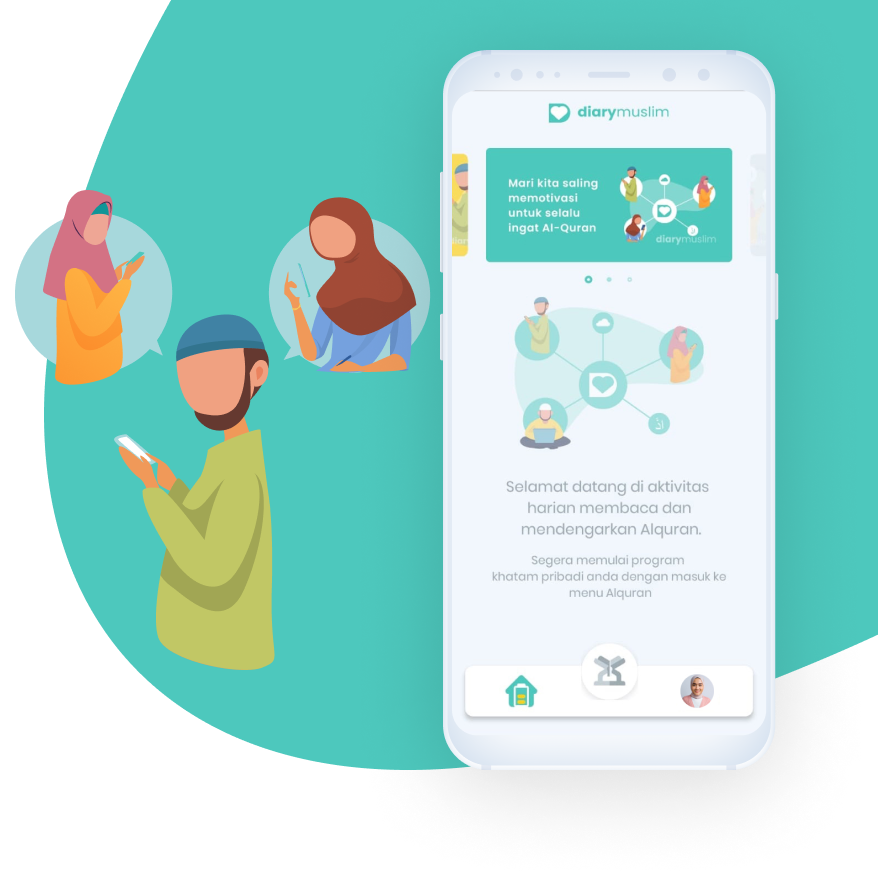 diarymuslim
Mari kita saling
memotivasi
untuk selalu
ingat Al-Quran
diarymuslim
Selamat datang di aktivitas
harian membaca dan
mendengarkan Alquran.
Segera memulai program
khatam pribadi anda dengan masuk ke
menu Alquran